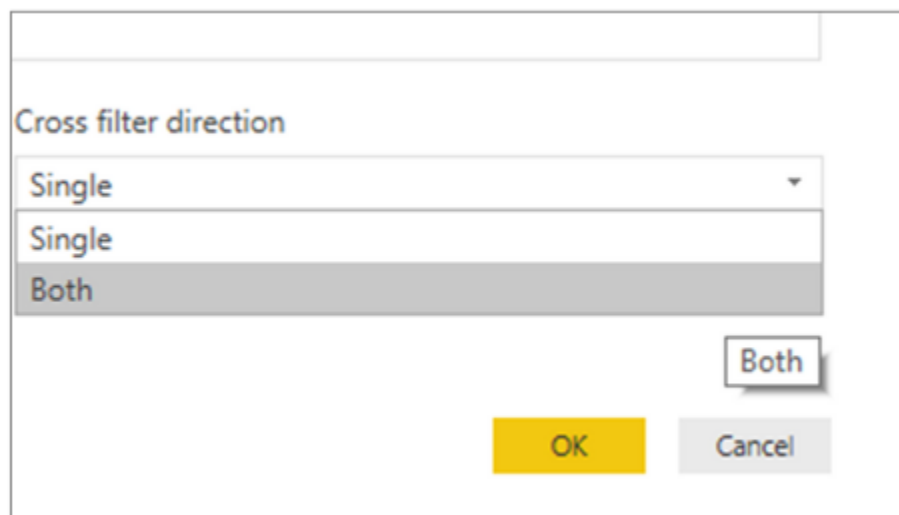 Cross filter direction
Single
Single
Both
Both
OK Cancel